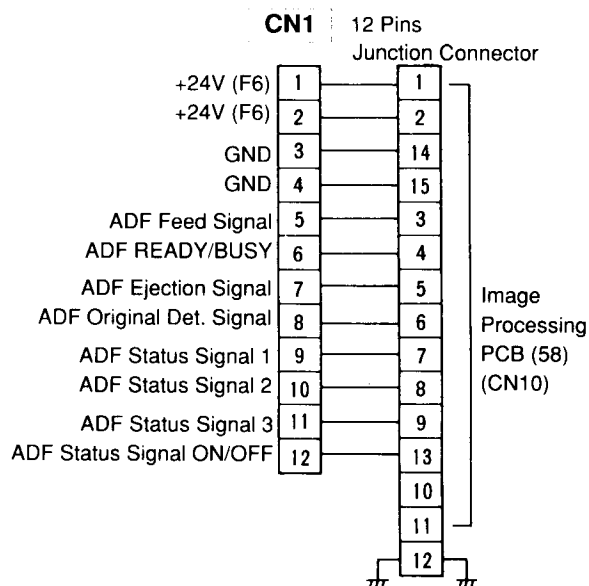 CN1 12 Pins
Junction Connector
+24V (F6) 1 1
+24V (F6) 2 2
GND 3 14
GND 4 15
ADF Feed Signal 5 3
ADF READY/BUSY 6 4
ADF Ejection Signal 7 5
ADF Original Det. Signal 8 6
ADF Status Signal 1 9 7
ADF Status Signal 2 10 8
ADF Status Signal 3 11 9
ADF Status Signal ON/OFF 12 13
10
11
12
Image
Processing
PCB (58)
(CN10)